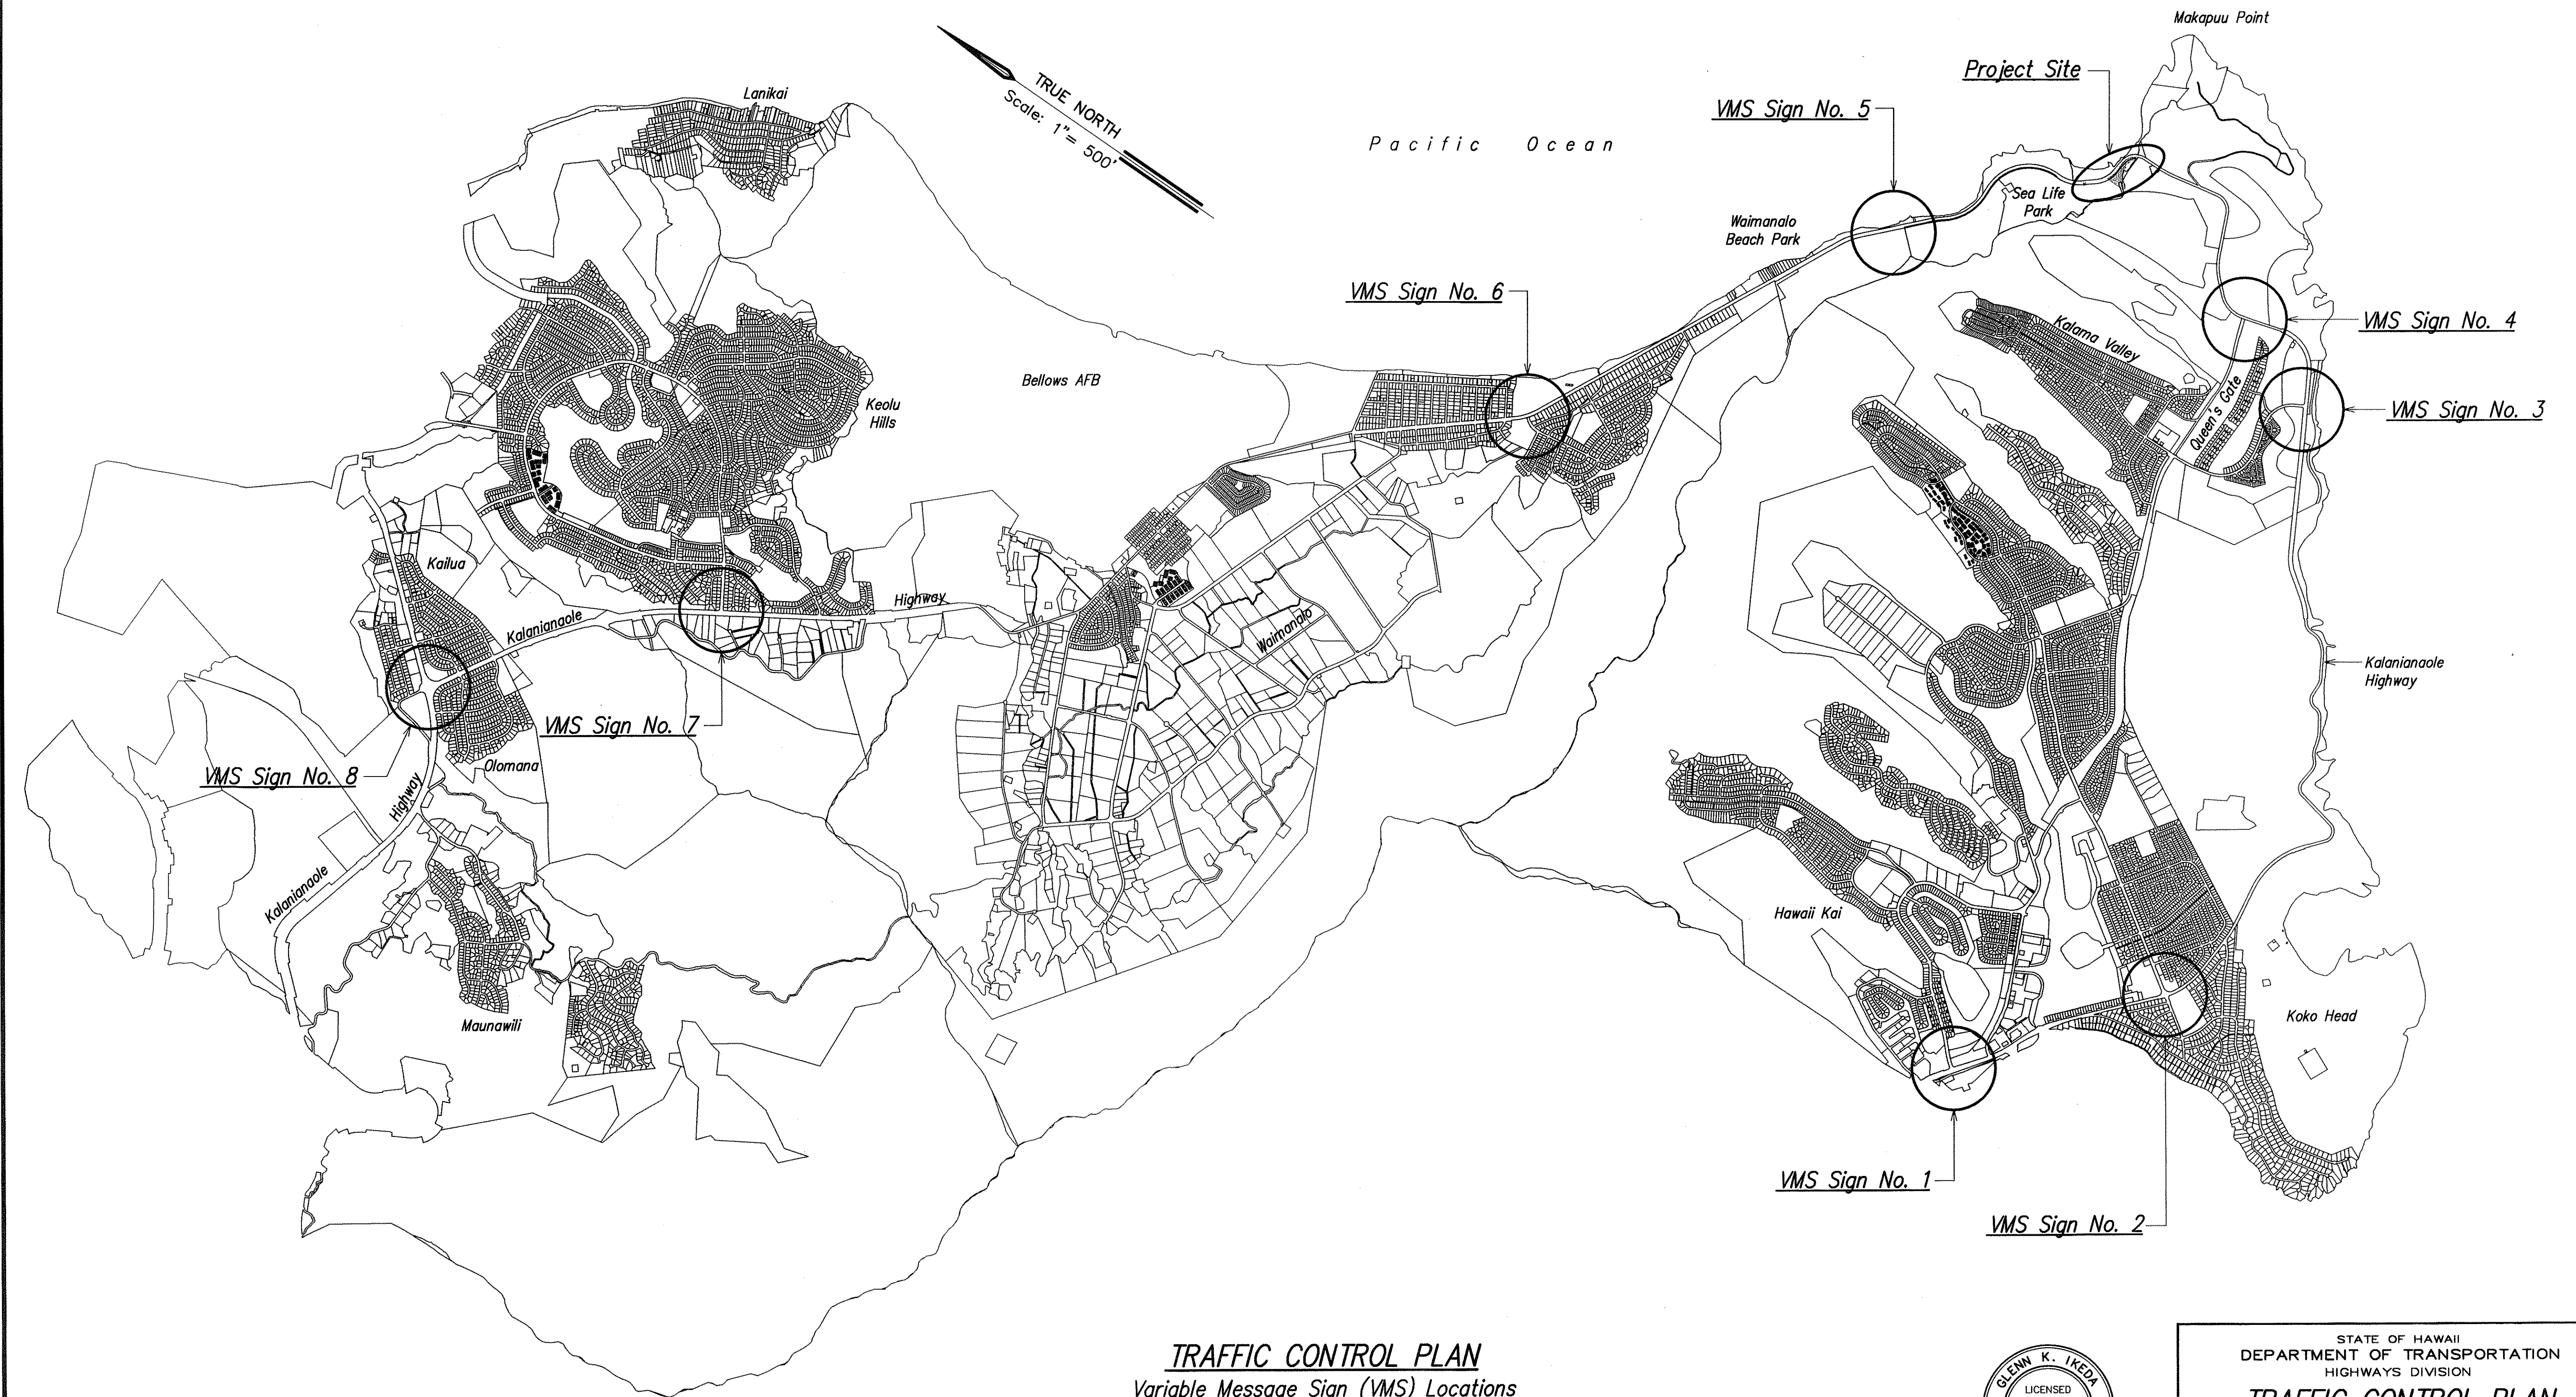 Makapuu Point
Project Site
VMS Sign No. 5
Lanikai
TRUE NORTH
Scale: 1"= 500'
Pacific Ocean
Sea Life
Park
Waimanalo
Beach Park
VMS Sign No. 6
VMS Sign No. 4
Kalama Valley
Bellows AFB
Keolu
Hills
Queen's Gate
VMS Sign No. 3
Kailua
Kalanianaole
Highway
Waimanalo
Kalanianaole
Highway
VMS Sign No. 7
VMS Sign No. 8
Olomana
Highway
Kalanianaole
Hawaii Kai
Maunawili
Koko Head
VMS Sign No. 1
VMS Sign No. 2
TRAFFIC CONTROL PLAN
Variable Message Sign (VMS) Locations
GLENN K. IKEDA
LICENSED
STATE OF HAWAII
DEPARTMENT OF TRANSPORTATION
HIGHWAYS DIVISION
TRAFFIC CONTROL PLAN